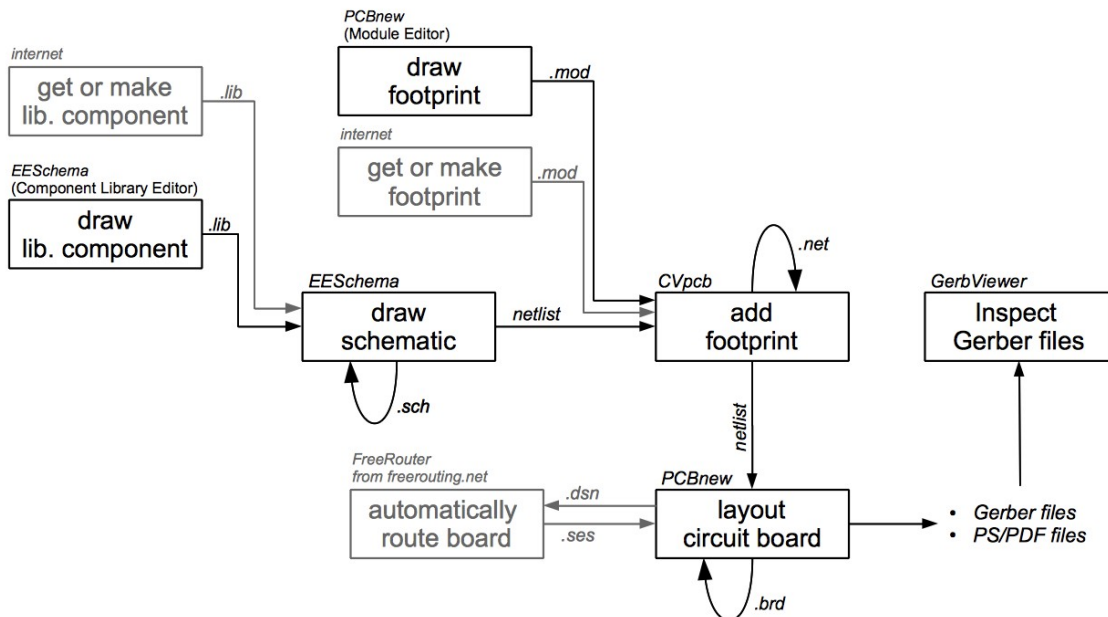 PCBnew
(Module Editor)
draw
footprint
.mod
internet
get or make
lib. component
.lib
internet
get or make
footprint
.mod
EESchema
(Component Library Editor)
draw
lib. component
.lib
EESchema
draw
schematic
.sch
netlist
CVpcb
add
footprint
.net
GerbViewer
Inspect
Gerber files
netlist
FreeRouter
from freerouting.net
automatically
route board
.dsn
.ses
PCBnew
layout
circuit board
.brd
• Gerber files
• PS/PDF files